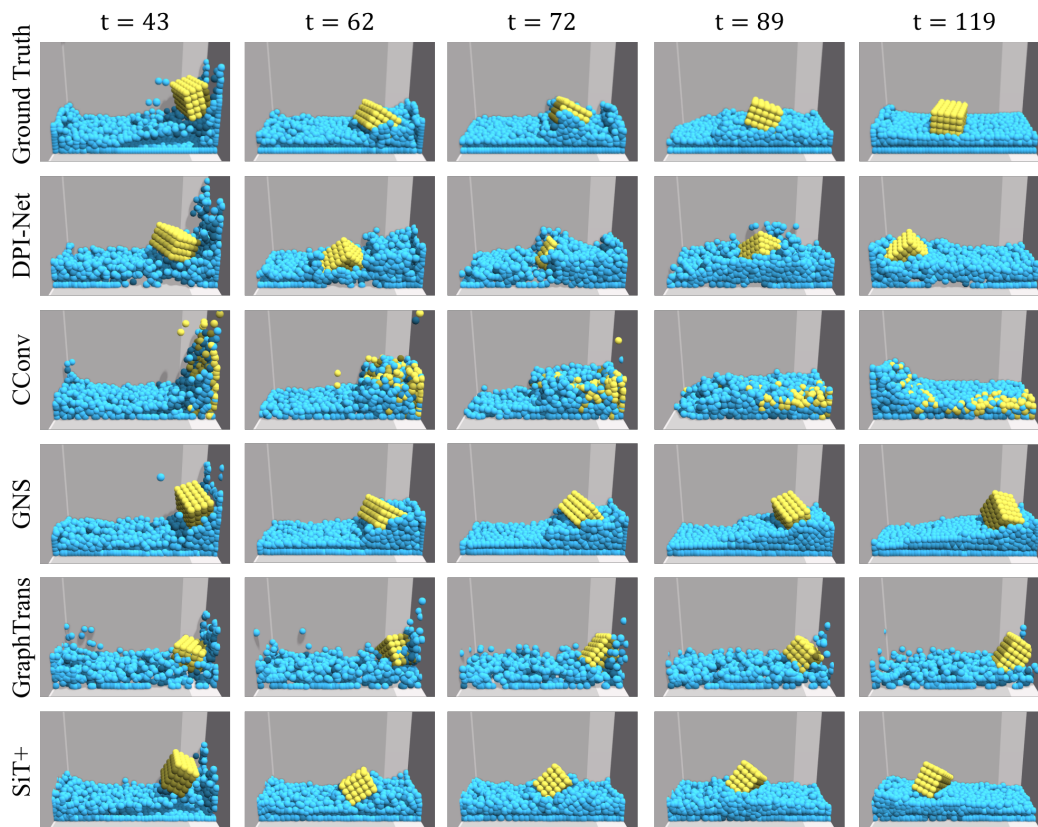 t = 43 t = 62 t = 72 t = 89 t = 119
Ground Truth
DPI-Net
CConv
GNS
GraphTrans
SiT+